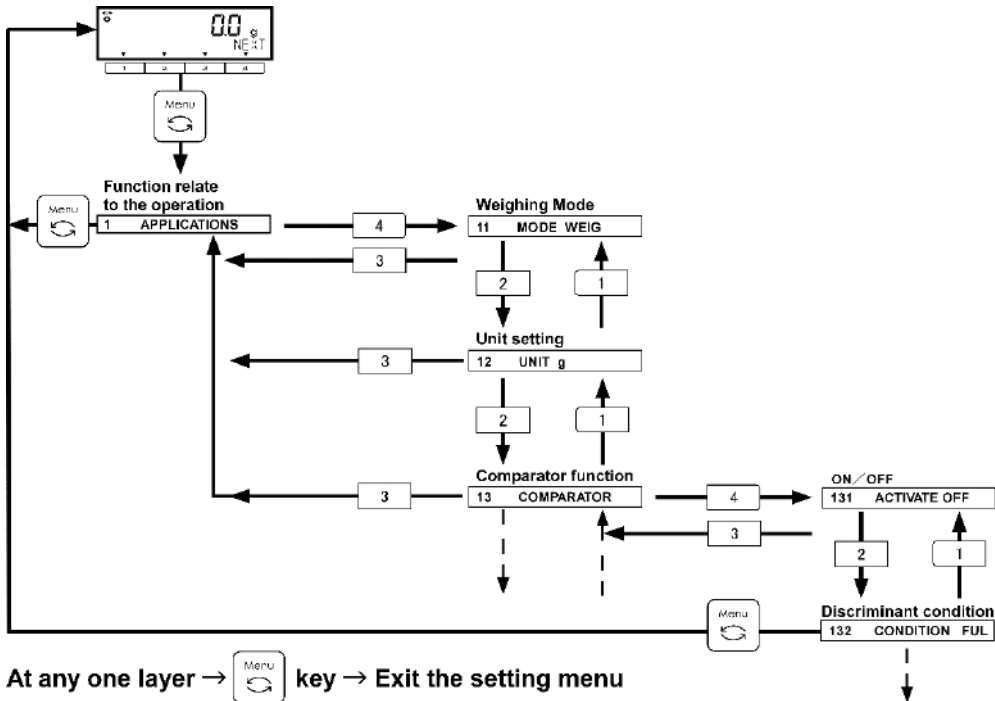 0.0 g
NEXT
1 2 3 4
Menu
Function relate
to the operation
Menu
1 APPLICATIONS
4
Weighing Mode
11 MODE WEIG
3
2
1
Unit setting
3
12 UNIT g
2
1
Comparator function
3
13 COMPARATOR
4
ON/OFF
131 ACTIVATE OFF
3
2
1
Menu
Discriminant condition
132 CONDITION FUL
At any one layer → Menu key → Exit the setting menu